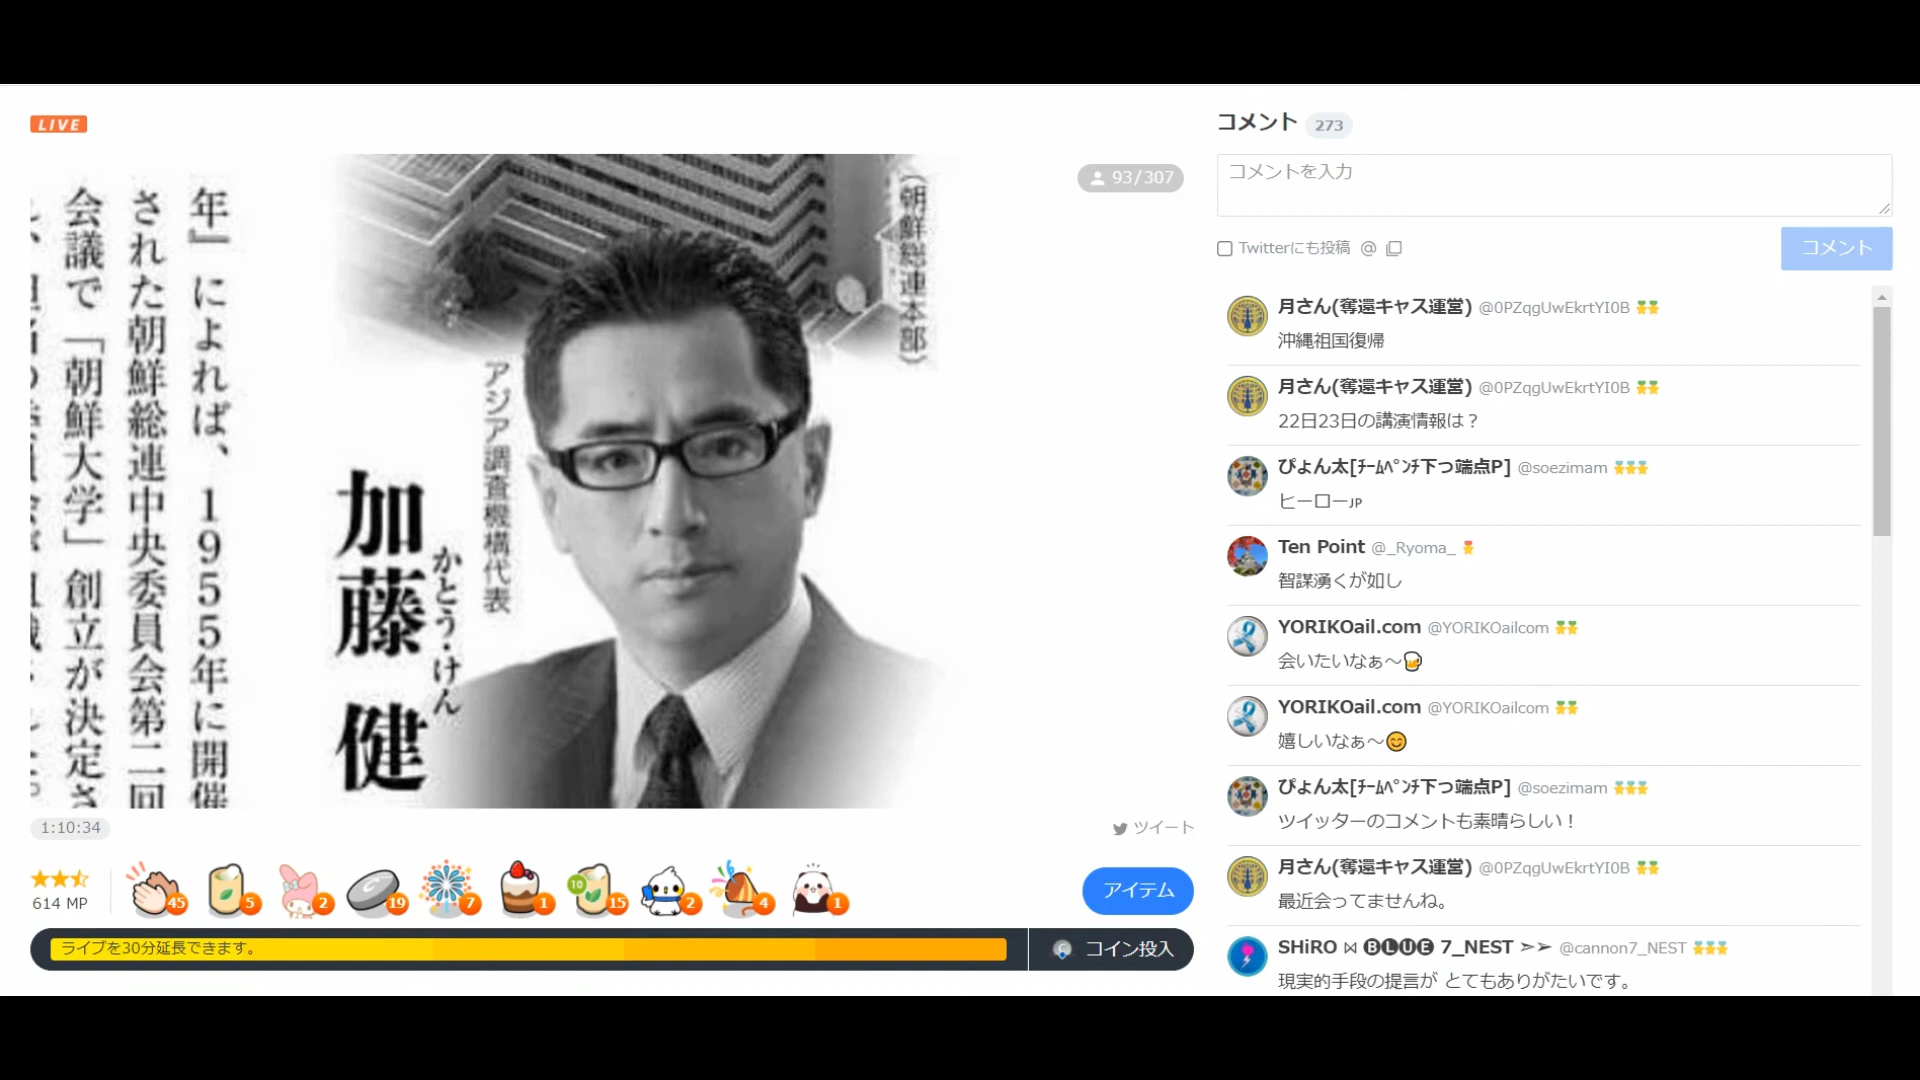 LIVE
93/307
年』によれば、1955年に開催
された朝鮮総連中央委員会第二回
会議で「朝鮮大学」創立が決定さ
(朝鮮総連本部)
アジア調査機構代表
かとう・けん
加藤 健
1:10:34
ツイート
614 MP
45
5
2
19
7
1
10
15
2
4
1
アイテム
ライブを30分延長できます。
コイン投入
コメント 273
コメントを入力
Twitterにも投稿 @
コメント
月さん(奪還キャス運営) @0PZqgUwEkrtYI0B
沖縄祖国復帰
月さん(奪還キャス運営) @0PZqgUwEkrtYI0B
22日23日の講演情報は？
ぴょん太[ﾁｰﾑﾍﾟﾝﾁ下っ端点P] @soezimam
ヒーローJP
Ten Point @_Ryoma_
智謀湧くが如し
YORIKOail.com @YORIKOailcom
会いたいなぁ〜🍺
YORIKOail.com @YORIKOailcom
嬉しいなぁ〜😊
ぴょん太[ﾁｰﾑﾍﾟﾝﾁ下っ端点P] @soezimam
ツイッターのコメントも素晴らしい！
月さん(奪還キャス運営) @0PZqgUwEkrtYI0B
最近会ってませんね。
SHiRO ⋈ 🅑🅛🅤🅔 7_NEST ➣➢ @cannon7_NEST
現実的手段の提言が とてもありがたいです。